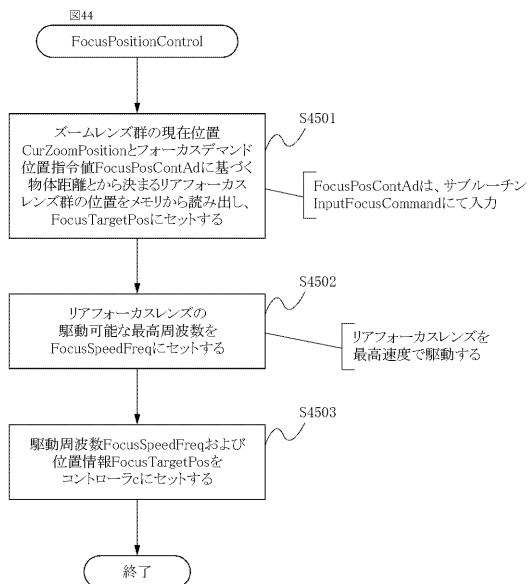 図44
FocusPositionControl
S4501
ズームレンズ群の現在位置
CurZoomPositionとフォーカスデマンド
位置指令値FocusPosContAdに基づく
物体距離とから決まるリアフォーカス
レンズ群の位置をメモリから読み出し、
FocusTargetPosにセットする
FocusPosContAdは、サブルーチン
InputFocusCommandにて入力
S4502
リアフォーカスレンズの
駆動可能な最高周波数を
FocusSpeedFreqにセットする
リアフォーカスレンズを
最高速度で駆動する
S4503
駆動周波数FocusSpeedFreqおよび
位置情報FocusTargetPosを
コントローラcにセットする
終了